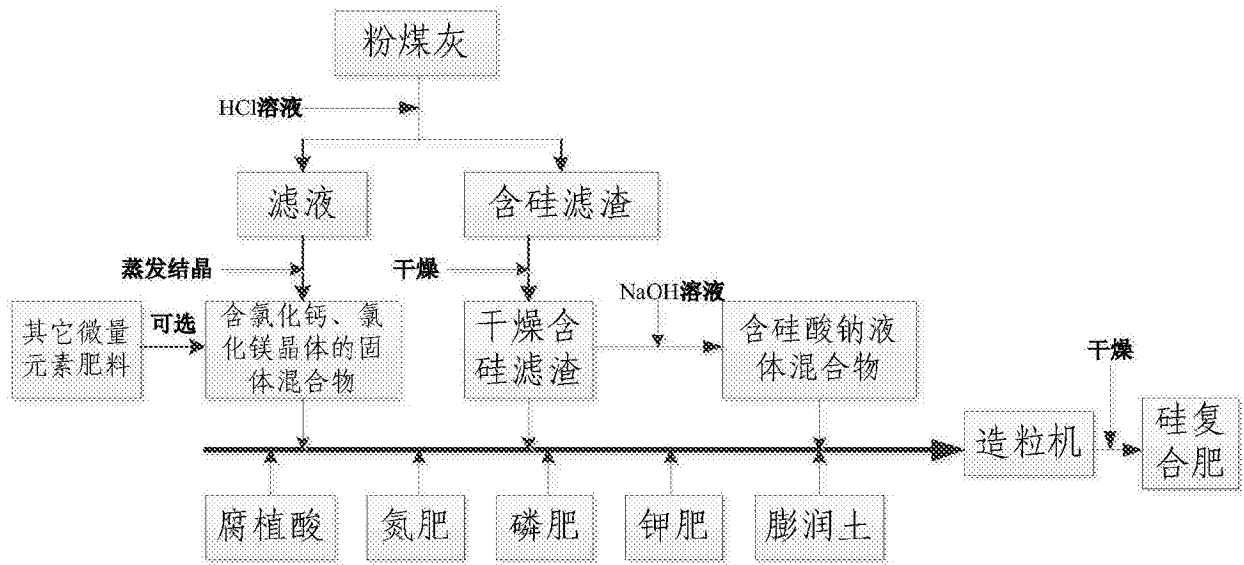 粉煤灰
HCl溶液
滤液
含硅滤渣
蒸发结晶
干燥
NaOH溶液
其它微量
元素肥料
可选
含氯化钙、氯
化镁晶体的固
体混合物
干燥含
硅滤渣
含硅酸钠液
体混合物
干燥
造粒机
硅复
合肥
腐植酸
氮肥
磷肥
钾肥
膨润土